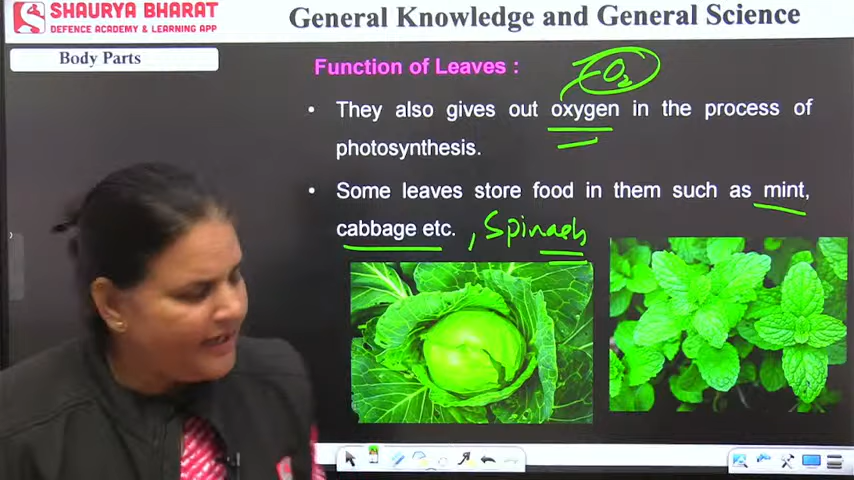 SHAURYA BHARAT
DEFENCE ACADEMY & LEARNING APP
General Knowledge and General Science
Body Parts
Function of Leaves :
O2
• They also gives out oxygen in the process of
photosynthesis.
• Some leaves store food in them such as mint,
cabbage etc. , Spinach